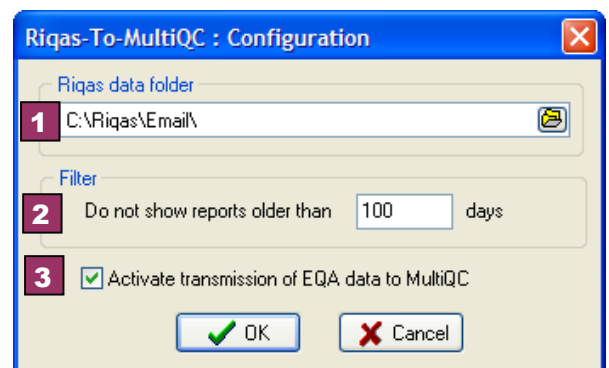 Riqas-To-MultiQC : Configuration
Riqas data folder
1 C:\Riqas\Email\
Filter
2 Do not show reports older than 100 days
3 Activate transmission of EQA data to MultiQC
OK Cancel